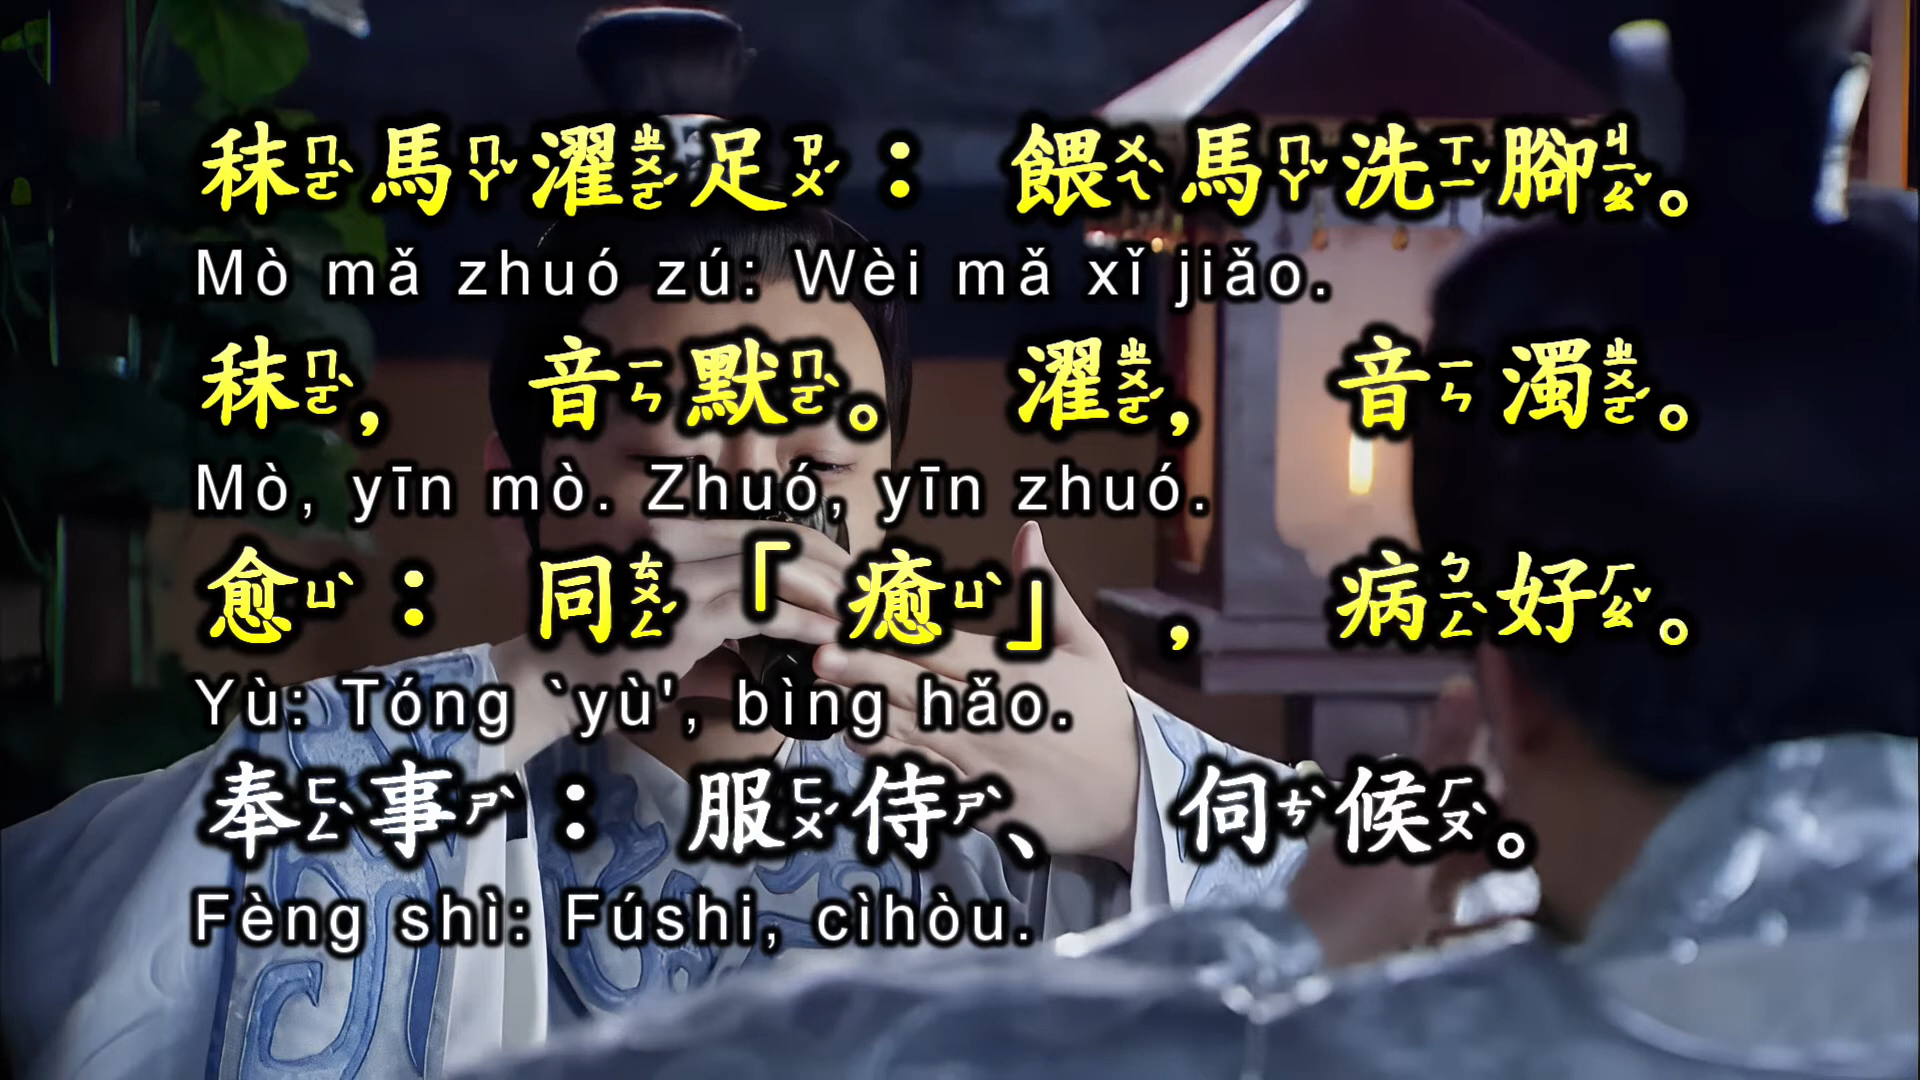 秣ㄇㄛˋ馬ㄇㄚˇ濯ㄓㄨㄛˊ足ㄗㄨˊ： 餵ㄨㄟˋ馬ㄇㄚˇ洗ㄒㄧˇ腳ㄐㄧㄠˇ。
Mò mǎ zhuó zú: Wèi mǎ xǐ jiǎo.
秣ㄇㄛˋ， 音ㄧㄣ默ㄇㄛˋ。 濯ㄓㄨㄛˊ， 音ㄧㄣ濁ㄓㄨㄛˊ。
Mò, yīn mò. Zhuó, yīn zhuó.
愈ㄩˋ： 同ㄊㄨㄥˊ「癒ㄩˋ」， 病ㄅㄧㄥˋ好ㄏㄠˇ。
Yù: Tóng `yù', bìng hǎo.
奉ㄈㄥˋ事ㄕˋ： 服ㄈㄨˊ侍ㄕˋ、 伺ㄘˋ候ㄏㄡˋ。
Fèng shì: Fúshi, cìhòu.